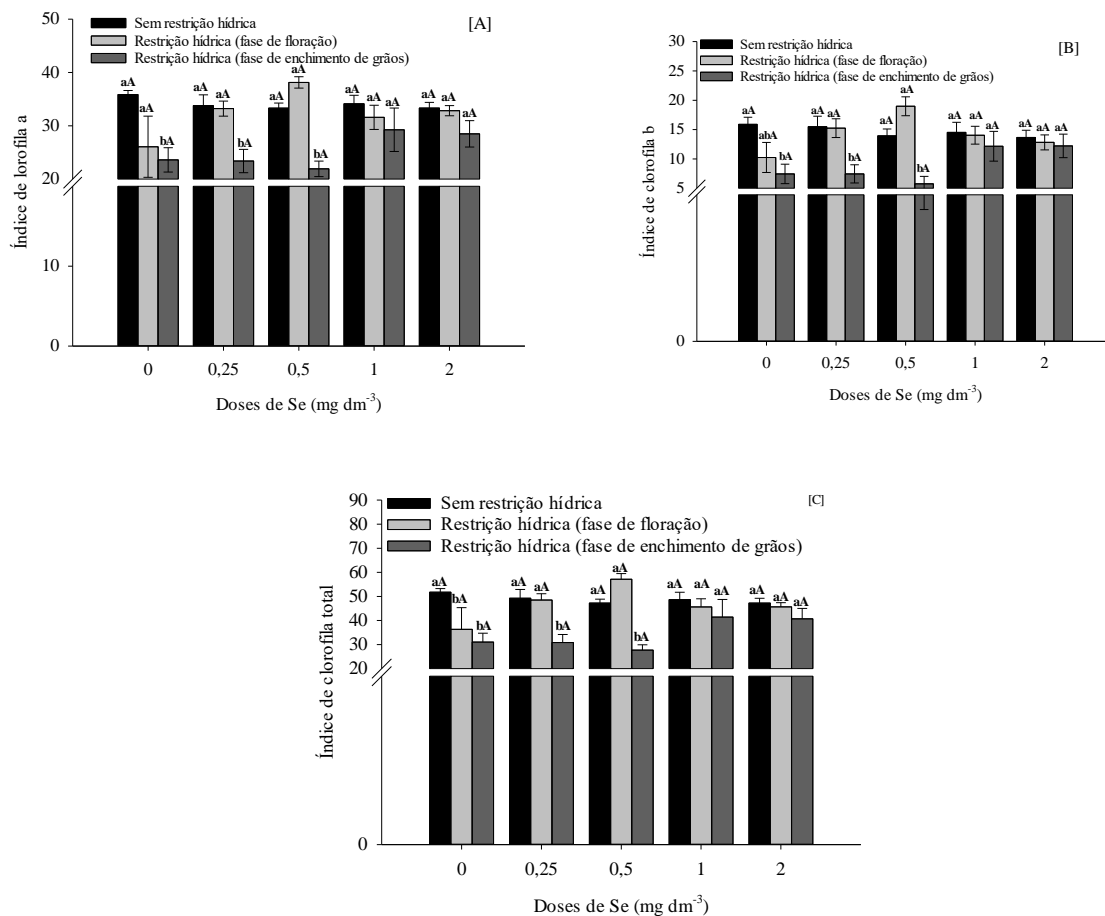 [A]
Sem restrição hídrica
Restrição hídrica (fase de floração)
Restrição hídrica (fase de enchimento de grãos)
Índice de lorofila a
50
40
30
20
10
0
aA aA bA aA aA bA aA aA bA aA aA aA aA aA aA
0 0,25 0,5 1 2
Doses de Se (mg dm-3)
[B]
Sem restrição hídrica
Restrição hídrica (fase de floração)
Restrição hídrica (fase de enchimento de grãos)
Índice de clorofila b
30
25
20
15
10
5
0
aA abA bA aA aA bA aA aA bA aA aA aA aA aA aA
0 0,25 0,5 1 2
Doses de Se (mg dm-3)
[C]
Sem restrição hídrica
Restrição hídrica (fase de floração)
Restrição hídrica (fase de enchimento de grãos)
Índice de clorofila total
90
80
70
60
50
40
30
20
0
aA bA bA aA aA bA aA aA bA aA aA aA aA aA aA
0 0,25 0,5 1 2
Doses de Se (mg dm-3)